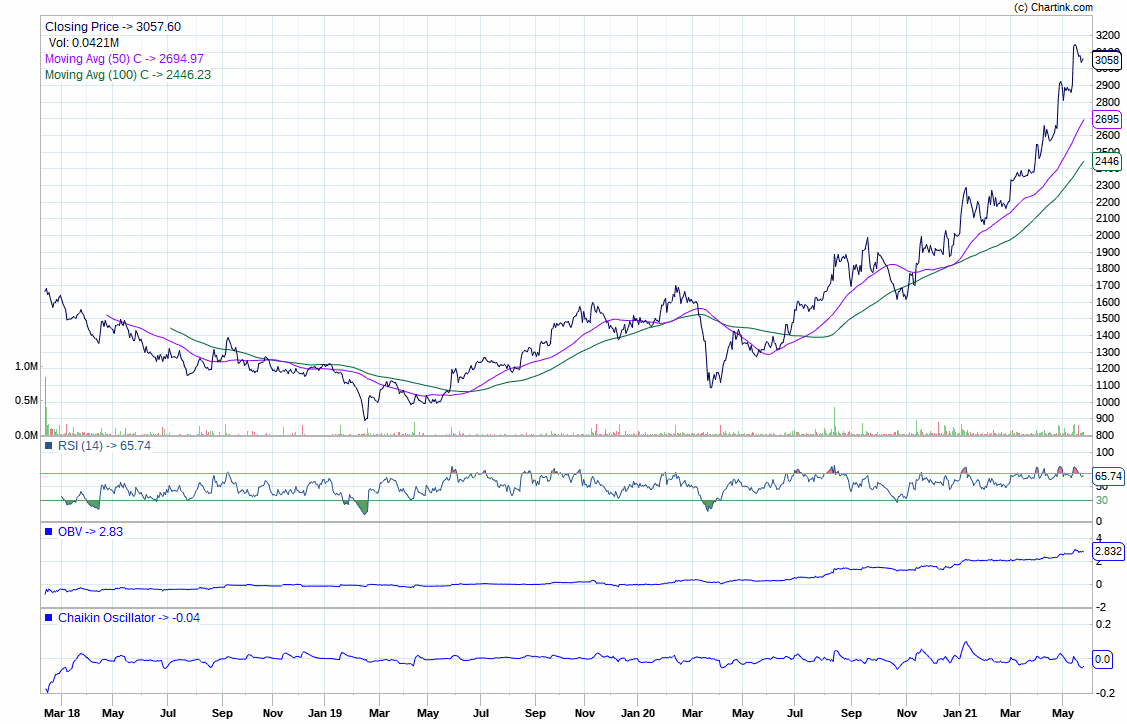 (c) Chartink.com
Closing Price -> 3057.60
Vol: 0.0421M
Moving Avg (50) C -> 2694.97
Moving Avg (100) C -> 2446.23
3200
3058
2900
2800
2695
2600
2446
2300
2200
2100
2000
1900
1800
1700
1600
1500
1400
1300
1200
1100
1000
900
800
1.0M
0.5M
0.0M
RSI (14) -> 65.74
100
65.74
30
0
OBV -> 2.83
4
2.832
2
0
-2
Chaikin Oscillator -> -0.04
0.2
0.0
-0.2
Mar 18 May Jul Sep Nov Jan 19 Mar May Jul Sep Nov Jan 20 Mar May Jul Sep Nov Jan 21 Mar May